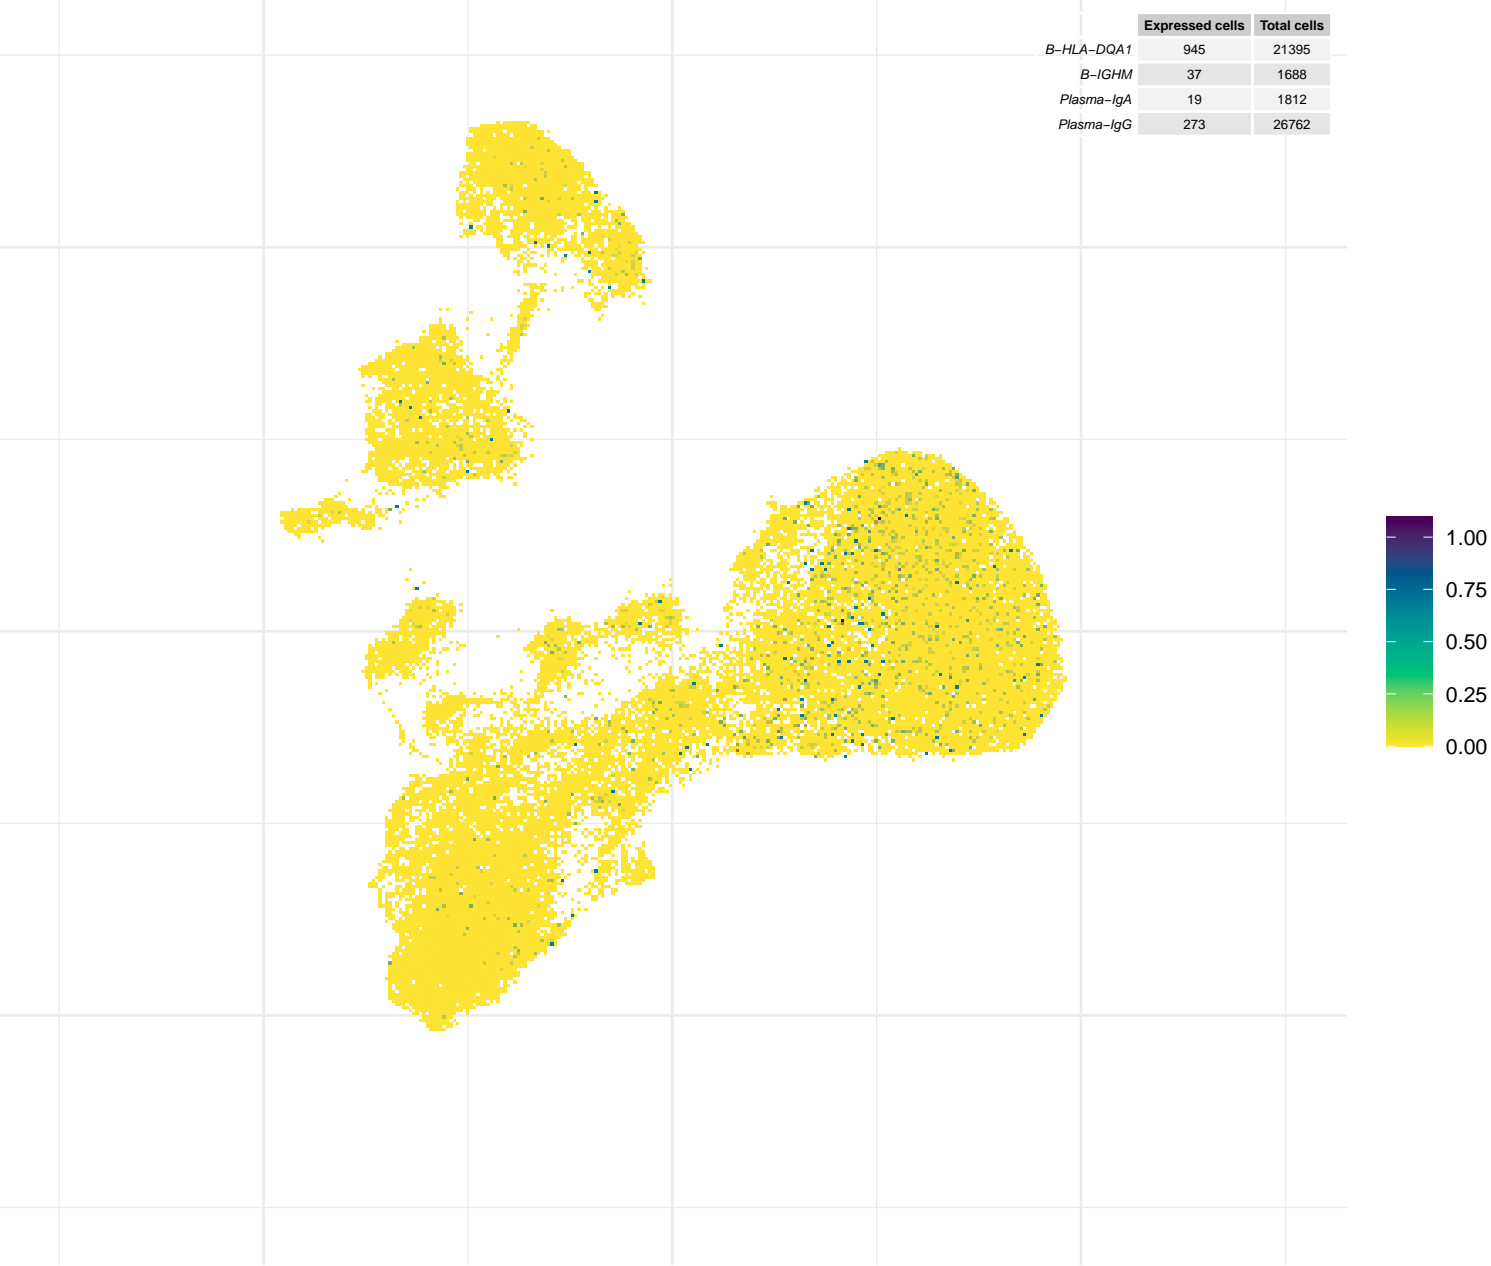 Expressed cells Total cells
B−HLA−DQA1 945 21395
B−IGHM 37 1688
Plasma−IgA 19 1812
Plasma−IgG 273 26762
1.00
0.75
0.50
0.25
0.00